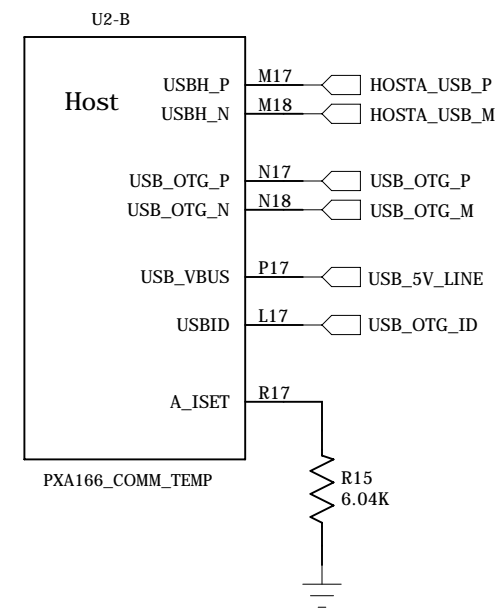 U2-B
Host
USBH_P M17 HOSTA_USB_P
USBH_N M18 HOSTA_USB_M
USB_OTG_P N17 USB_OTG_P
USB_OTG_N N18 USB_OTG_M
USB_VBUS P17 USB_5V_LINE
USBID L17 USB_OTG_ID
A_ISET R17
PXA166_COMM_TEMP
R15
6.04K